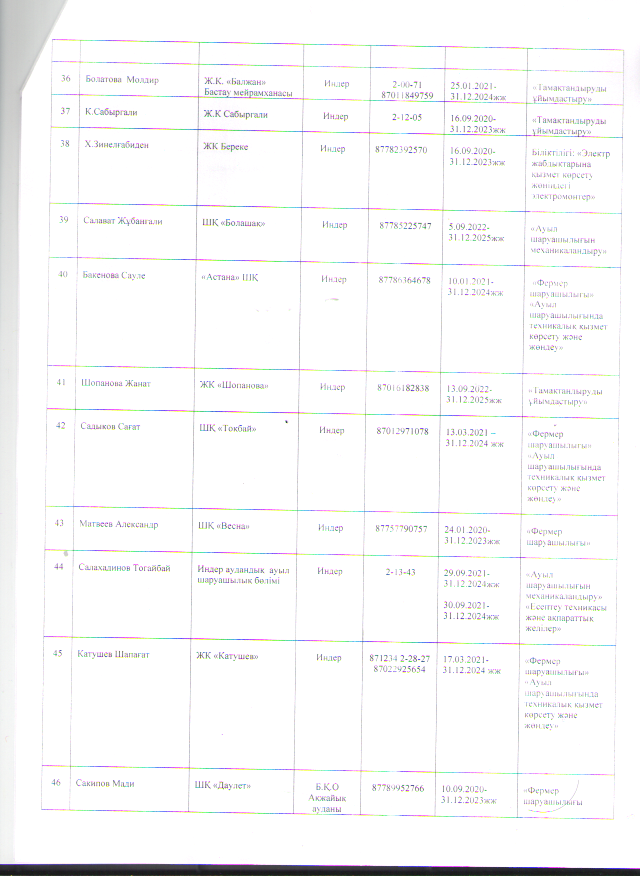 36 Болатова Молдир Ж.К. «Балжан» Индер 2-00-71 25.01.2021- «Тамақтандыруды
Бастау мейрамханасы 87011849759 31.12.2024жж ұйымдастыру»
37 К.Сабыргали Ж.К Сабыргали Индер 2-12-05 16.09.2020- «Тамақтандыруды
31.12.2023жж ұйымдастыру»
38 Х.Зинелгабиден ЖК Береке Индер 87782392570 16.09.2020- Біліктілігі: «Электр
31.12.2023жж жабдықтарына
қызмет көрсету
жөніндегі
электромонтер»
39 Салават Жұбанғали ШҚ «Болашақ» Индер 87785225747 5.09.2022- «Ауыл
31.12.2025жж шаруашылығын
механикаландыру»
40 Бакенова Сауле «Астана» ШҚ Индер 87786364678 10.01.2021- «Фермер
31.12.2024жж шаруашылығы»
«Ауыл
шаруашылығында
техникалық қызмет
көрсету және
жөндеу»
41 Шопанова Жанат ЖК «Шопанова» Индер 87016182838 13.09.2022- «Тамақтандыруды
31.12.2025жж ұйымдастыру»
42 Садыков Сағат ШҚ «Токбай» Индер 87012971078 13.03.2021 – «Фермер
31.12.2024 жж шаруашылығы»
«Ауыл
шаруашылығында
техникалық қызмет
көрсету және
жөндеу»
43 Матвеев Александр ШҚ «Весна» Индер 87757790757 24.01.2020- «Фермер
31.12.2023жж шаруашылығы»
44 Салахадинов Тоғайбай Индер аудандық ауыл Индер 2-13-43 29.09.2021- «Ауыл
шаруашылық бөлімі 31.12.2024жж шаруашылығын
механикаландыру»
30.09.2021- «Есептеу техникасы
31.12.2024жж және ақпараттық
желілер»
45 Катушев Шапағат ЖК «Катушев» Индер 871234 2-28-27 17.03.2021- «Фермер
87022925654 31.12.2024 жж шаруашылығы»
«Ауыл
шаруашылығында
техникалық қызмет
көрсету және
жөндеу»
46 Сакипов Мади ШҚ «Даулет» Б.Қ.О 87789952766 10.09.2020- «Фермер
Ақжайық 31.12.2023жж шаруашылығы
ауданы